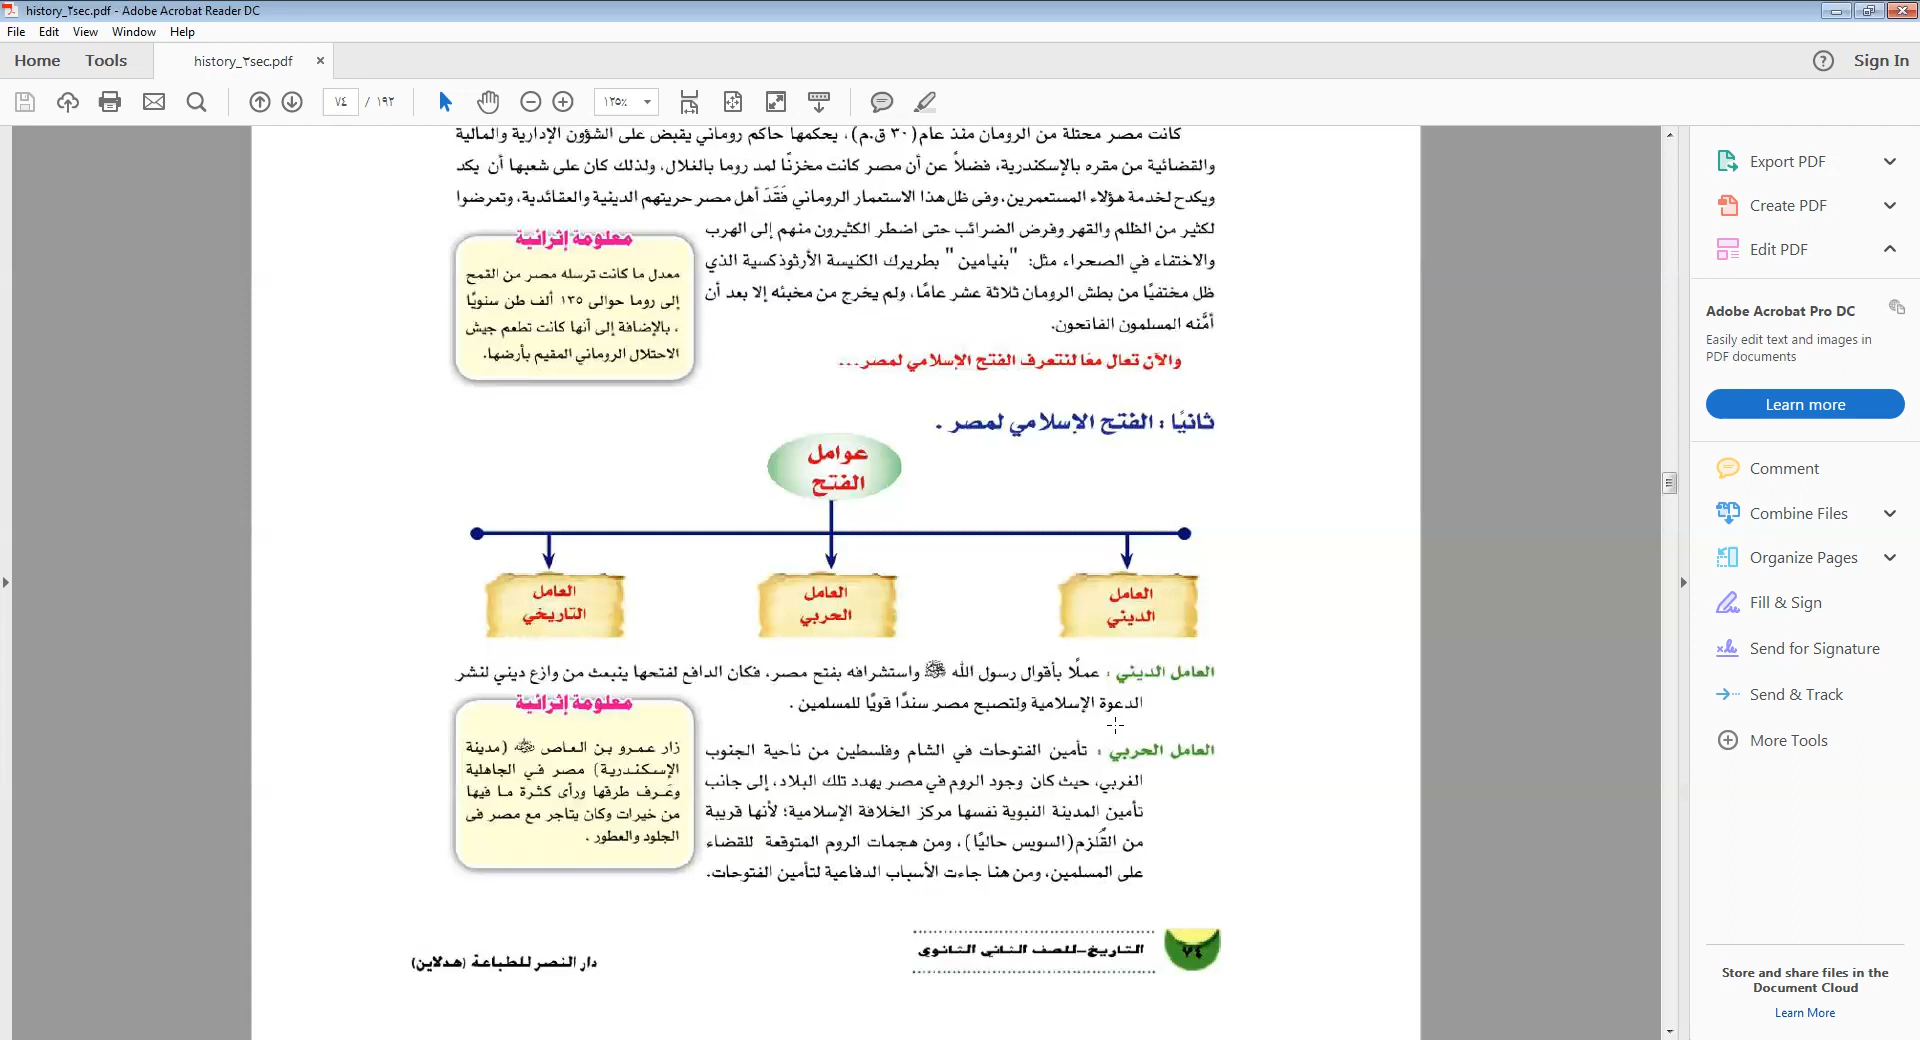 history_٣sec.pdf - Adobe Acrobat Reader DC
File Edit View Window Help
Home Tools history_٣sec.pdf × Sign In
٧٤ / ١٩٢ ١٢٥٪
كانت مصر محتلة من الرومان منذ عام(٣٠ ق.م)، يحكمها حاكم روماني يقبض على الشؤون الإدارية والمالية
والقضائية من مقره بالإسكندرية، فضلاً عن أن مصر كانت مخزنًا لمد روما بالغلال، ولذلك كان على شعبها أن يكد
ويكدح لخدمة هؤلاء المستعمرين، وفى ظل هذا الاستعمار الروماني فَقَدَ أهل مصر حريتهم الدينية والعقائدية، وتعرضوا
لكثير من الظلم والقهر وفرض الضرائب حتى اضطر الكثيرون منهم إلى الهرب
والاختفاء في الصحراء مثل: "بنيامين" بطريرك الكنيسة الأرثوذكسية الذي
ظل مختفيًا من بطش الرومان ثلاثة عشر عامًا، ولم يخرج من مخبئه إلا بعد أن
أمَّنه المسلمون الفاتحون.
معلومة إثرائية
معدل ما كانت ترسله مصر من القمح
إلى روما حوالى ١٣٥ ألف طن سنويًا
، بالإضافة إلى أنها كانت تطعم جيش
الاحتلال الروماني المقيم بأرضها.
والآن تعال معًا لنتعرف الفتح الإسلامي لمصر...
ثانيًا : الفتح الإسلامي لمصر .
عوامل
الفتح
العامل
الديني
العامل
الحربي
العامل
التاريخي
العامل الديني : عملًا بأقوال رسول الله ﷺ واستشرافه بفتح مصر، فكان الدافع لفتحها ينبعث من وازع ديني لنشر
الدعوة الإسلامية ولتصبح مصر سندًا قويًا للمسلمين .
العامل الحربي : تأمين الفتوحات في الشام وفلسطين من ناحية الجنوب
الغربي، حيث كان وجود الروم في مصر يهدد تلك البلاد، إلى جانب
تأمين المدينة النبوية نفسها مركز الخلافة الإسلامية؛ لأنها قريبة
من القُلزم(السويس حاليًا)، ومن هجمات الروم المتوقعة للقضاء
على المسلمين، ومن هنا جاءت الأسباب الدفاعية لتأمين الفتوحات.
معلومة إثرائية
زار عمرو بن العاص (مدينة
الإسكندرية) مصر في الجاهلية
وعَرف طرقها ورأى كثرة ما فيها
من خيرات وكان يتاجر مع مصر فى
الجلود والعطور .
٧٤ التاريخ-للصف الثاني الثانوي
دار النصر للطباعة (هدلاين)
Export PDF
Create PDF
Edit PDF
Adobe Acrobat Pro DC
Easily edit text and images in
PDF documents
Learn more
Comment
Combine Files
Organize Pages
Fill & Sign
Send for Signature
Send & Track
More Tools
Store and share files in the
Document Cloud
Learn More